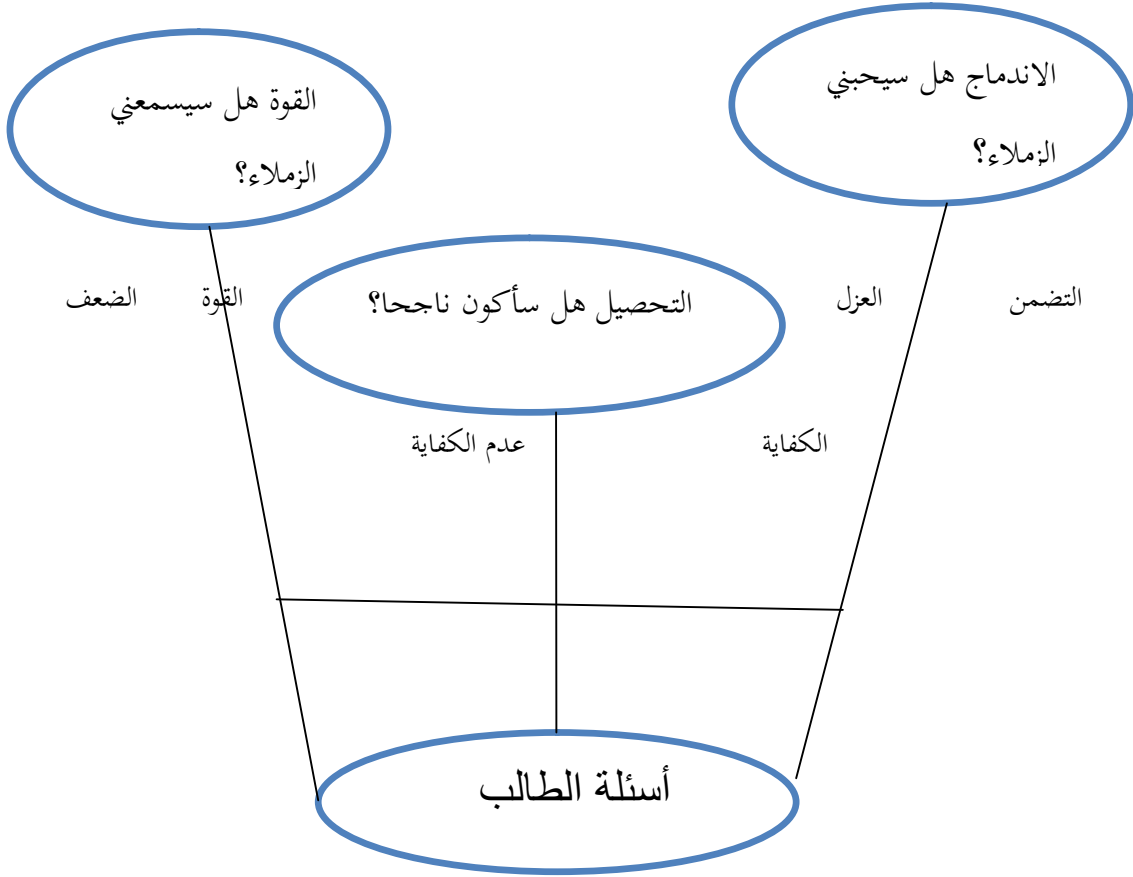 الاندماج هل سيحبني
الزملاء؟
القوة هل سيسمعني
الزملاء؟
التضمن
العزل
التحصيل هل سأكون ناجحا؟
القوة
الضعف
الكفاية
عدم الكفاية
أسئلة الطالب